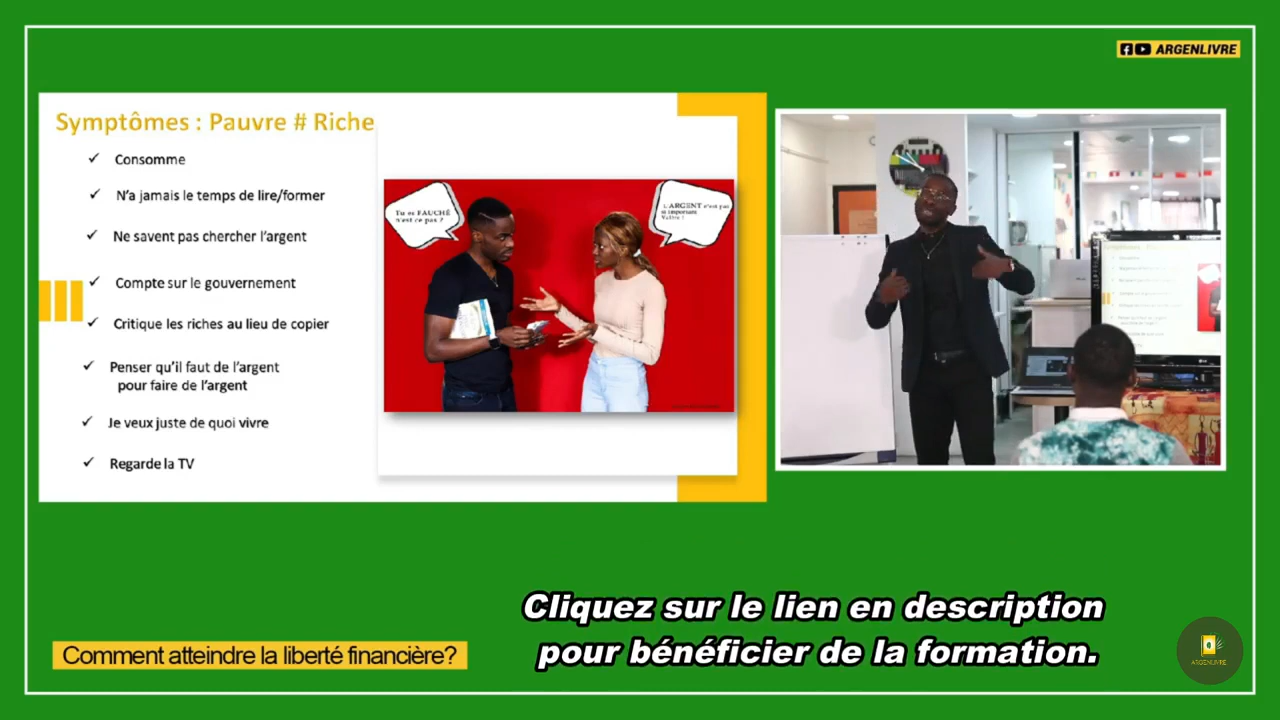 ARGENLIVRE
Symptômes : Pauvre # Riche
✓ Consomme
✓ N'a jamais le temps de lire/former
✓ Ne savent pas chercher l'argent
✓ Compte sur le gouvernement
✓ Critique les riches au lieu de copier
✓ Penser qu'il faut de l'argent
pour faire de l'argent
✓ Je veux juste de quoi vivre
✓ Regarde la TV
Tu es FAUCHÉ
n'est ce pas ?
L'ARGENT n'est pas
si important
Cliquez sur le lien en description
pour bénéficier de la formation.
Comment atteindre la liberté financière?
ARGENLIVRE